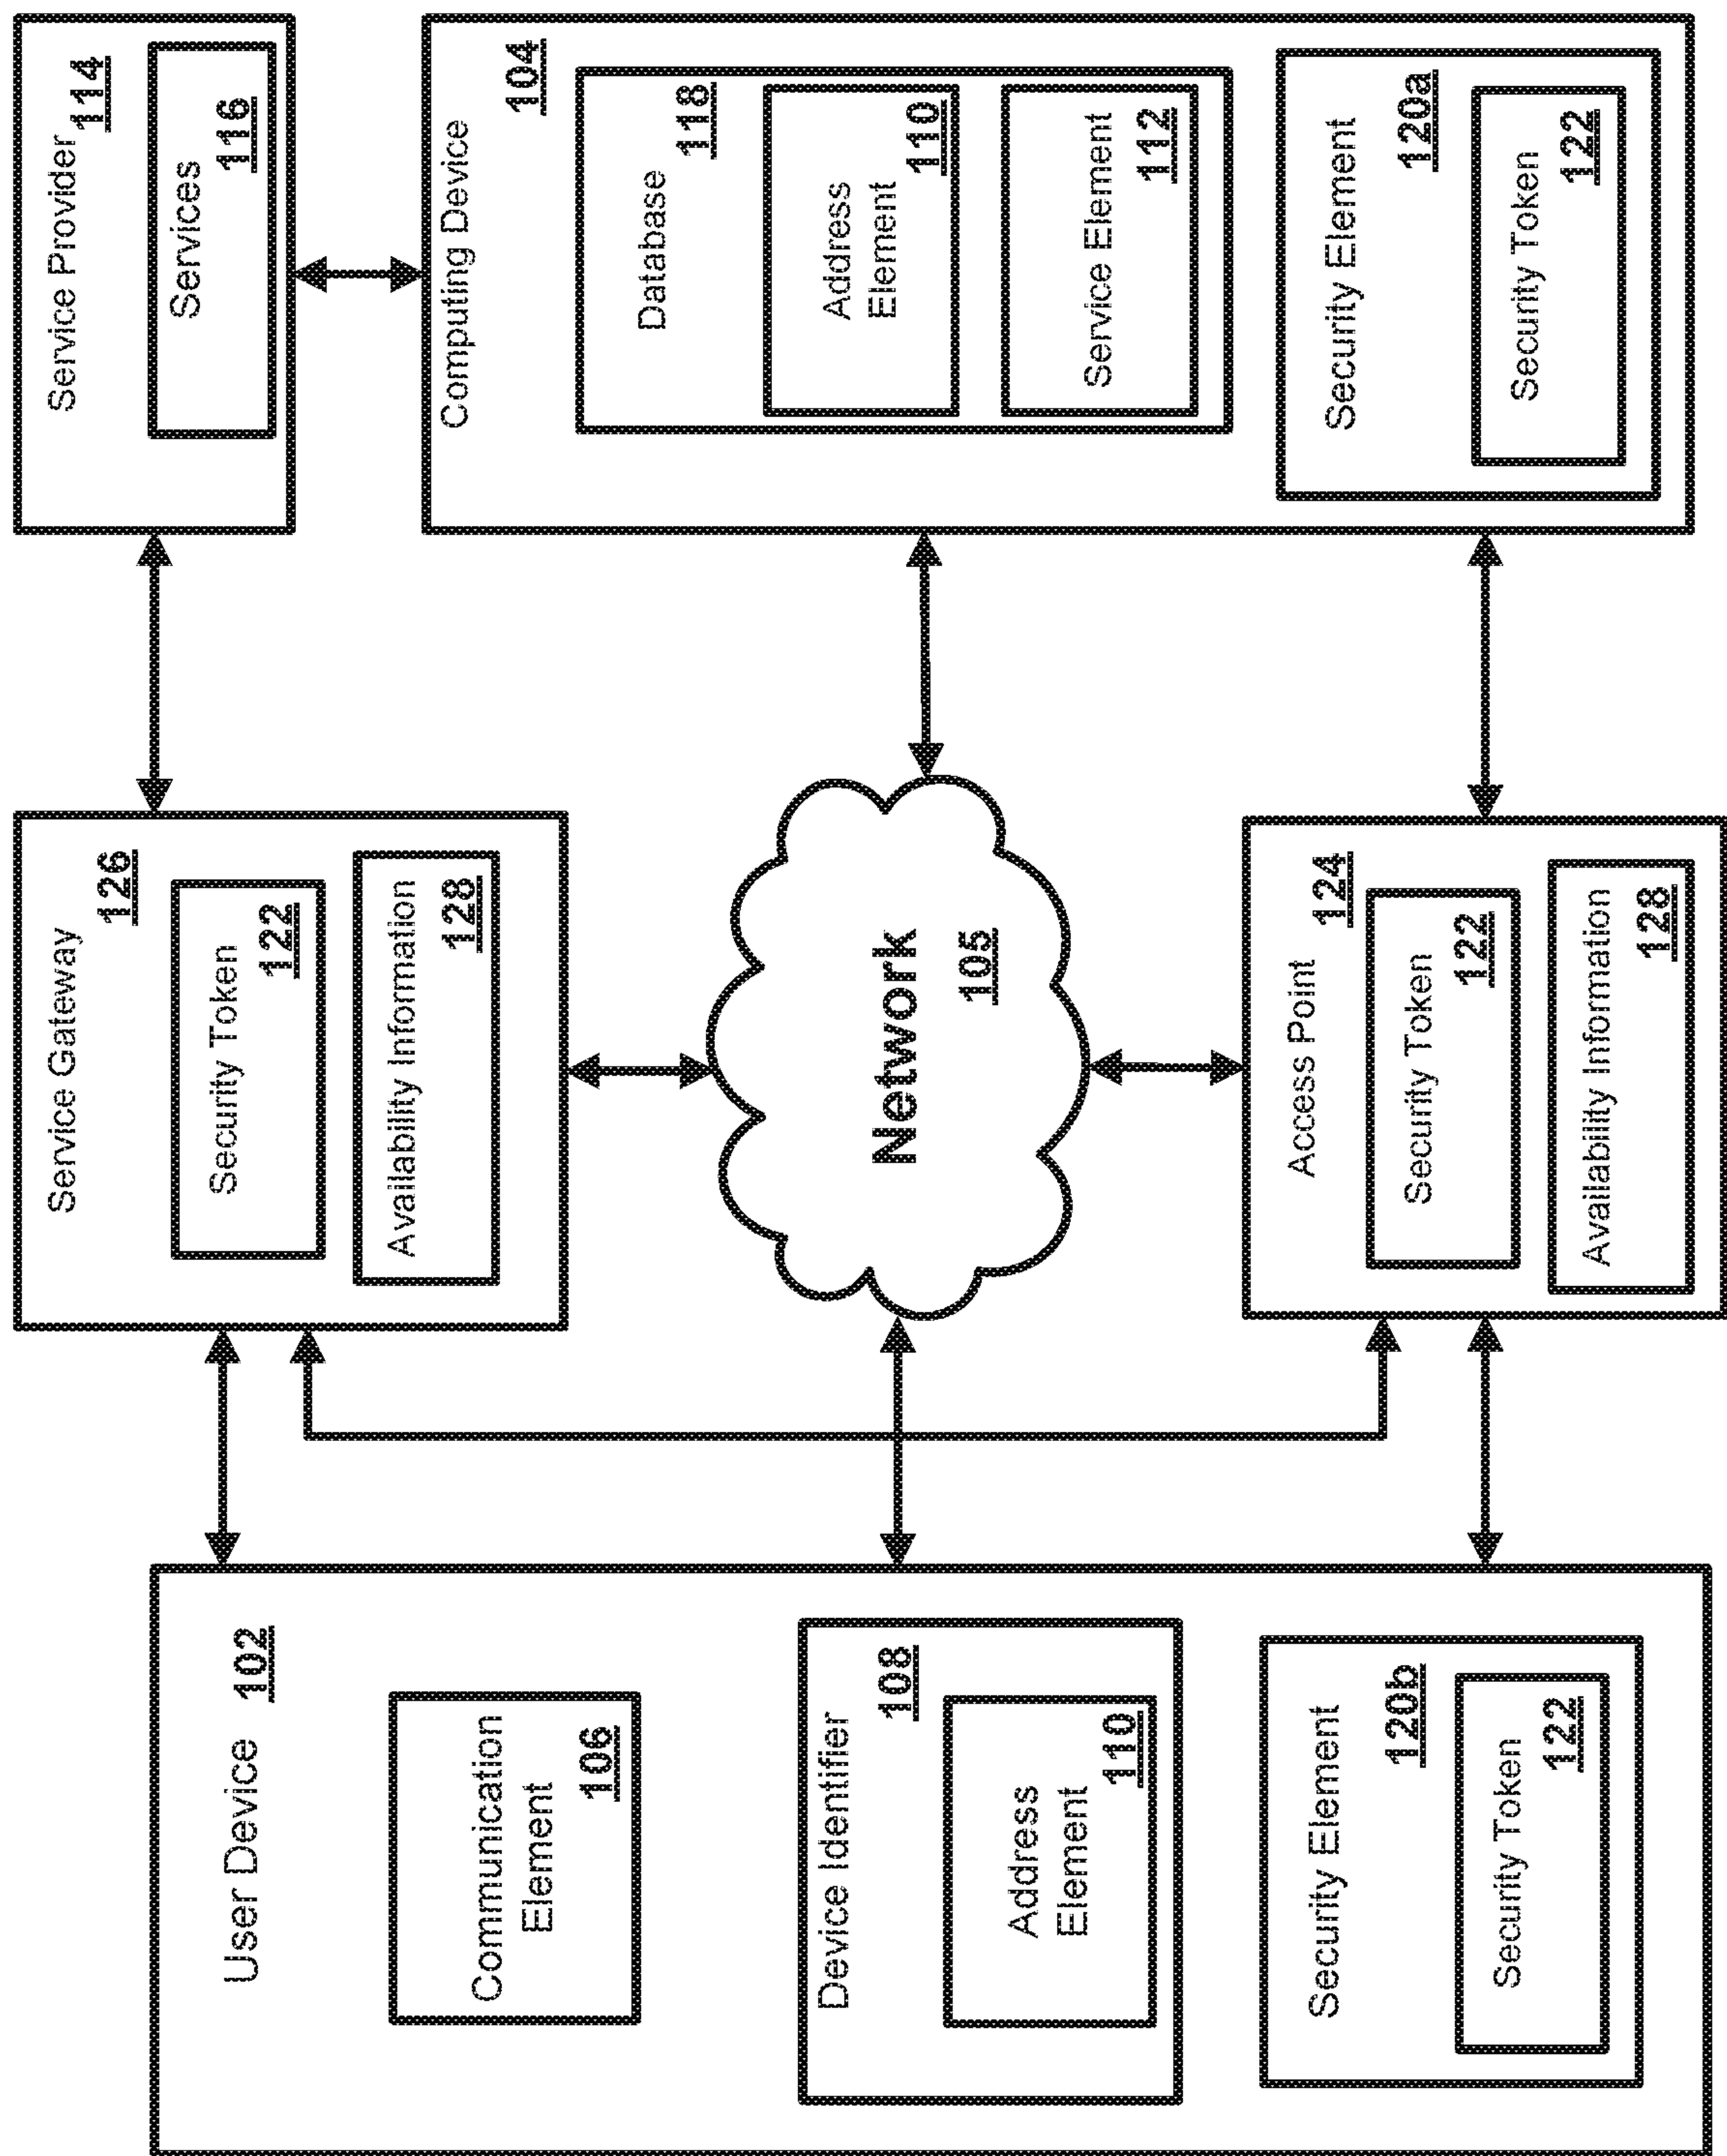 User Device 102
Communication
Element
106
Device Identifier
108
Address
Element
110
Security Element
120b
Security Token
122
Service Gateway
126
Security Token
122
Availability Information
128
Network
105
Access Point
124
Security Token
122
Availability Information
128
Service Provider
114
Services
116
Computing Device
104
Database
118
Address
Element
110
Service Element
112
Security Element
120a
Security Token
122